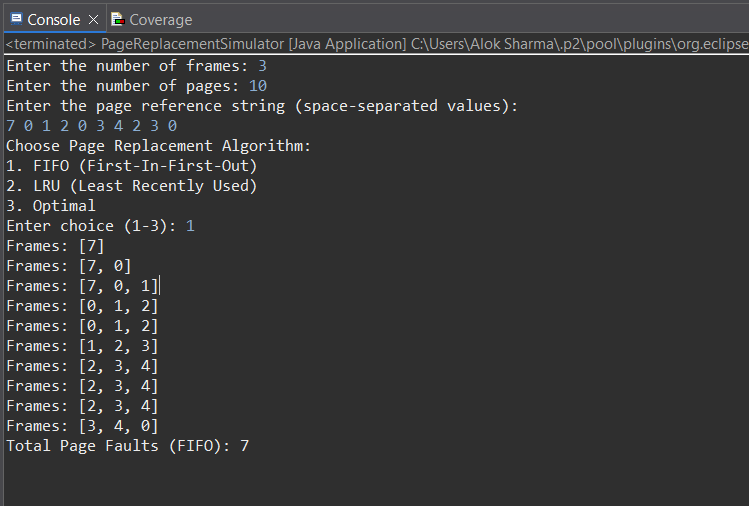 Console Coverage
<terminated> PageReplacementSimulator [Java Application] C:\Users\Alok Sharma\.p2\pool\plugins\org.eclipse
Enter the number of frames: 3
Enter the number of pages: 10
Enter the page reference string (space-separated values):
7 0 1 2 0 3 4 2 3 0
Choose Page Replacement Algorithm:
1. FIFO (First-In-First-Out)
2. LRU (Least Recently Used)
3. Optimal
Enter choice (1-3): 1
Frames: [7]
Frames: [7, 0]
Frames: [7, 0, 1]
Frames: [0, 1, 2]
Frames: [0, 1, 2]
Frames: [1, 2, 3]
Frames: [2, 3, 4]
Frames: [2, 3, 4]
Frames: [2, 3, 4]
Frames: [3, 4, 0]
Total Page Faults (FIFO): 7